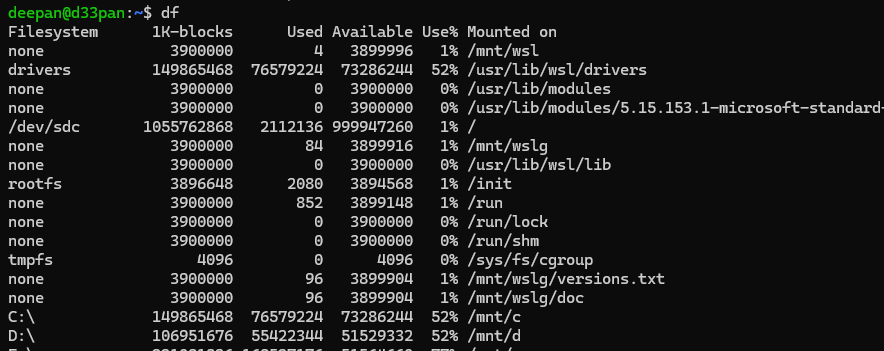 deepan@d33pan:~$ df
Filesystem 1K-blocks Used Available Use% Mounted on
none 3900000 4 3899996 1% /mnt/wsl
drivers 149865468 76579224 73286244 52% /usr/lib/wsl/drivers
none 3900000 0 3900000 0% /usr/lib/modules
none 3900000 0 3900000 0% /usr/lib/modules/5.15.153.1-microsoft-standard-
/dev/sdc 1055762868 2112136 999947260 1% /
none 3900000 84 3899916 1% /mnt/wslg
none 3900000 0 3900000 0% /usr/lib/wsl/lib
rootfs 3896648 2080 3894568 1% /init
none 3900000 852 3899148 1% /run
none 3900000 0 3900000 0% /run/lock
none 3900000 0 3900000 0% /run/shm
tmpfs 4096 0 4096 0% /sys/fs/cgroup
none 3900000 96 3899904 1% /mnt/wslg/versions.txt
none 3900000 96 3899904 1% /mnt/wslg/doc
C:\ 149865468 76579224 73286244 52% /mnt/c
D:\ 106951676 55422344 51529332 52% /mnt/d